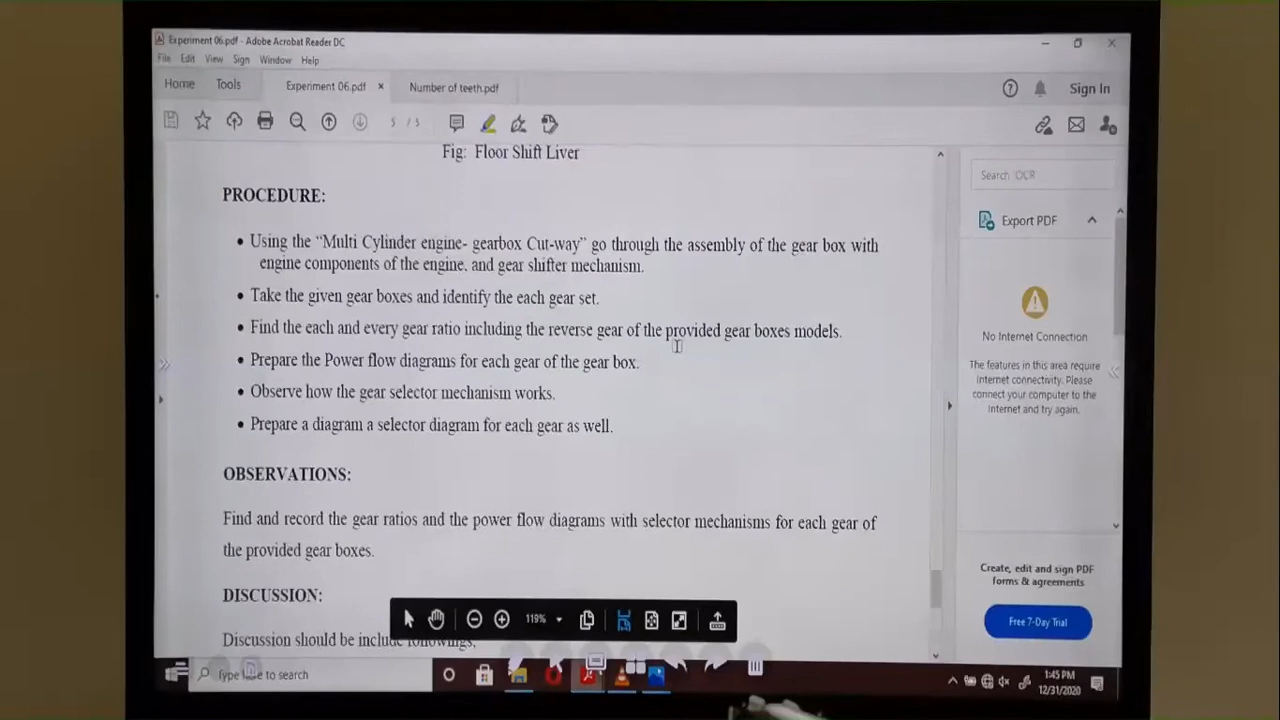 Experiment 06.pdf - Adobe Acrobat Reader DC
File Edit View Sign Window Help
Home Tools Experiment 06.pdf × Number of teeth.pdf
Sign In
5 / 5
Fig: Floor Shift Liver
PROCEDURE:
• Using the “Multi Cylinder engine- gearbox Cut-way” go through the assembly of the gear box with
engine components of the engine, and gear shifter mechanism.
• Take the given gear boxes and identify the each gear set.
• Find the each and every gear ratio including the reverse gear of the provided gear boxes models.
• Prepare the Power flow diagrams for each gear of the gear box.
• Observe how the gear selector mechanism works.
• Prepare a diagram a selector diagram for each gear as well.
OBSERVATIONS:
Find and record the gear ratios and the power flow diagrams with selector mechanisms for each gear of
the provided gear boxes.
DISCUSSION:
Discussion should be include followings,
119%
Search 'OCR
Export PDF
No Internet Connection
The features in this area require
Internet connectivity. Please
connect your computer to the
Internet and try again.
Create, edit and sign PDF
forms & agreements
Free 7-Day Trial
Type here to search
1:45 PM
12/31/2020